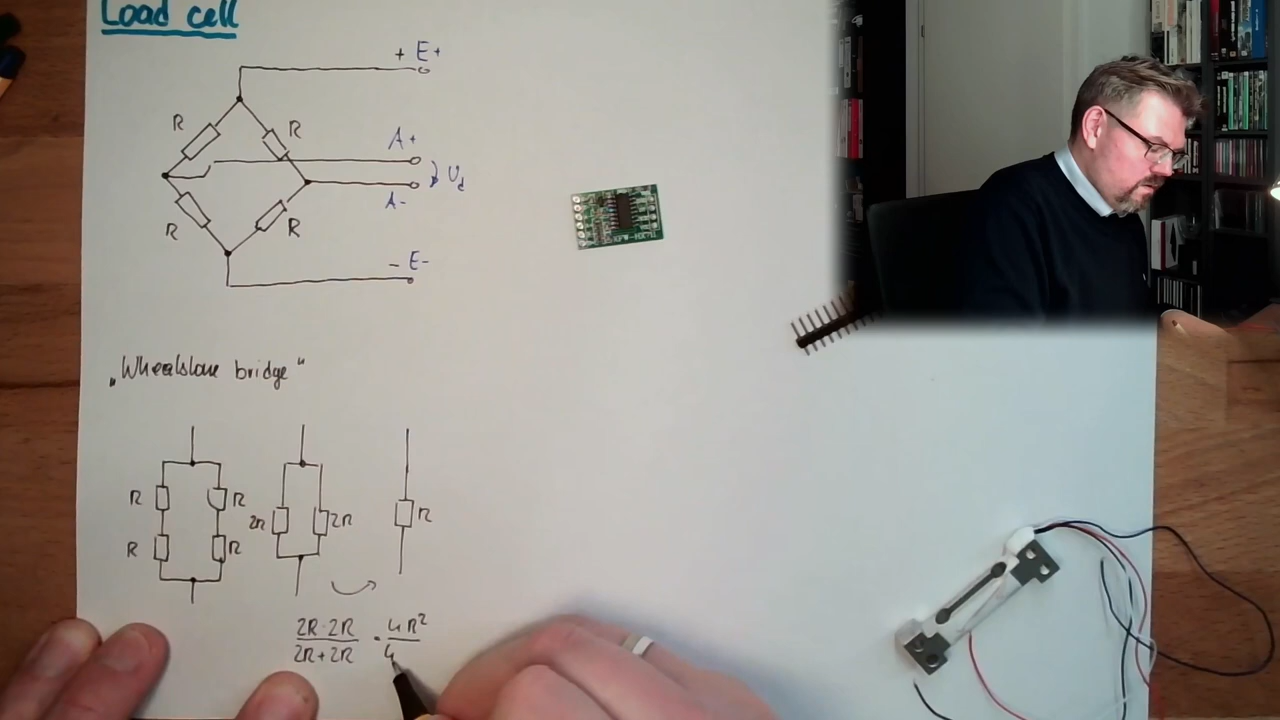 Load cell
+ E+
R R
A+
U_d
A-
R R
- E-
„Wheatstone bridge"
R R 2R 2R R
R R
2R·2R / 2R+2R = 4R² / 4